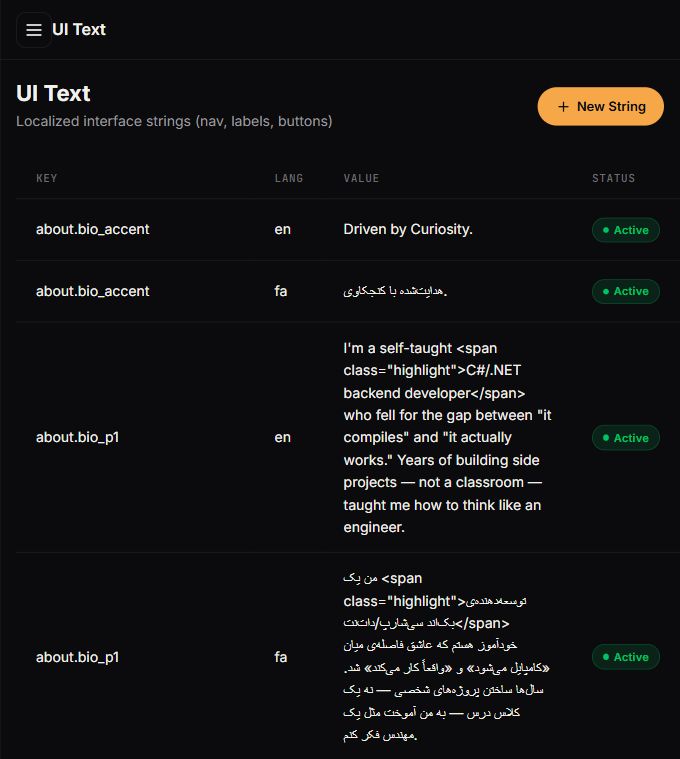 UI Text
UI Text
Localized interface strings (nav, labels, buttons)
+ New String
KEY LANG VALUE STATUS
about.bio_accent en Driven by Curiosity. Active
about.bio_accent fa هدایت‌شده با کنجکاوی. Active
I'm a self-taught <span
class="highlight">C#/.NET
backend developer</span>
who fell for the gap between "it
about.bio_p1 en compiles" and "it actually Active
works." Years of building side
projects — not a classroom —
taught me how to think like an
engineer.
من یک <span
class="highlight">توسعه‌دهنده‌ی
بک‌اند سی‌شارپ/دات‌نت</span>
خودآموز هستم که عاشق فاصله‌ی میان
about.bio_p1 fa «کامپایل می‌شود» و «واقعاً کار می‌کند» شد. Active
سال‌ها ساختن پروژه‌های شخصی — نه یک
کلاس درس — به من آموخت مثل یک
مهندس فکر کنم.